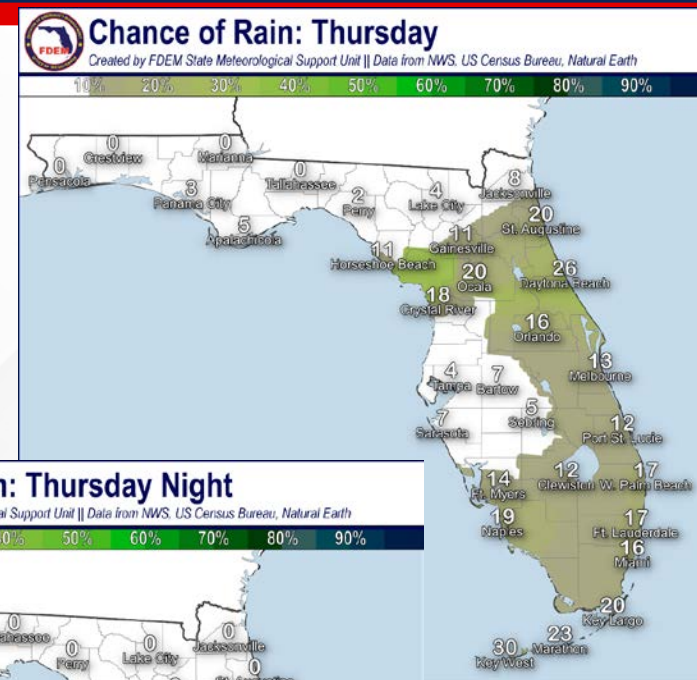 FDEM
Chance of Rain: Thursday
Created by FDEM State Meteorological Support Unit || Data from NWS, US Census Bureau, Natural Earth
10% 20% 30% 40% 50% 60% 70% 80% 90%
0
Pensacola
0
Crestview
0
Marianna
3
Panama City
5
Apalachicola
0
Tallahassee
2
Perry
4
Lake City
8
Jacksonville
20
St. Augustine
11
Gainesville
11
Horseshoe Beach
20
Ocala
26
Daytona Beach
18
Crystal River
16
Orlando
13
Melbourne
4
Tampa
7
Bartow
7
Sarasota
5
Sebring
12
Port St. Lucie
14
Ft. Myers
12
Clewiston
17
W. Palm Beach
19
Naples
17
Ft. Lauderdale
16
Miami
20
Key Largo
23
Marathon
30
Key West
n: Thursday Night
al Support Unit || Data from NWS, US Census Bureau, Natural Earth
40% 50% 60% 70% 80% 90%
0
ahassee
0
Perry
0
Lake City
0
Jacksonville
0